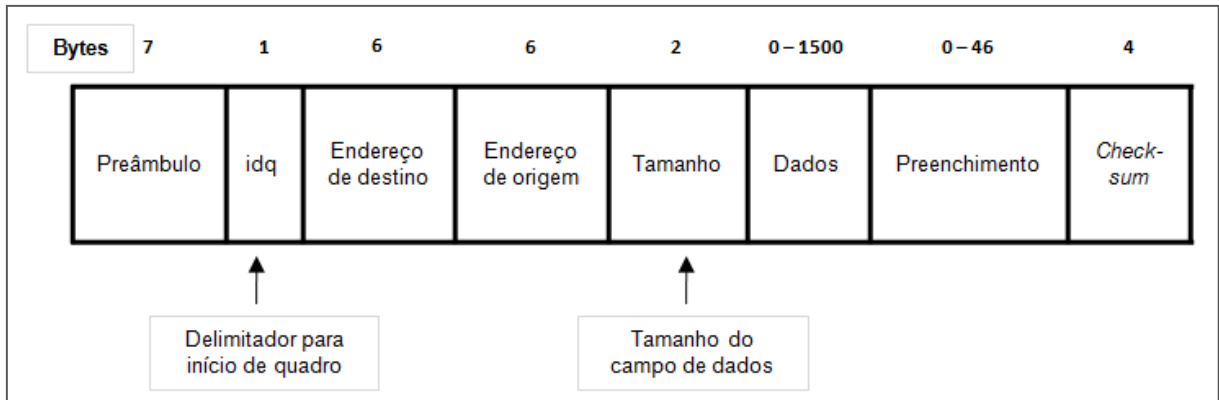 Bytes 7 1 6 6 2 0 – 1500 0 – 46 4
Preâmbulo idq Endereço de destino Endereço de origem Tamanho Dados Preenchimento Check-sum
Delimitador para
início de quadro
Tamanho do
campo de dados